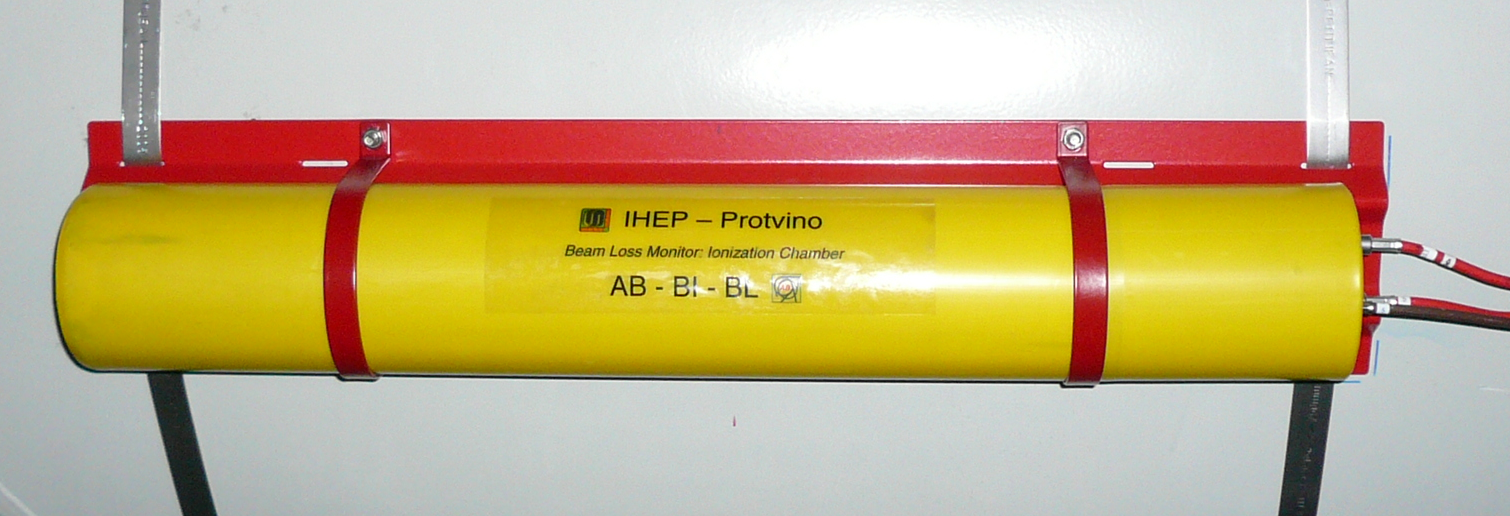 IHEP – Protvino
Beam Loss Monitor: Ionization Chamber
AB - BI - BL